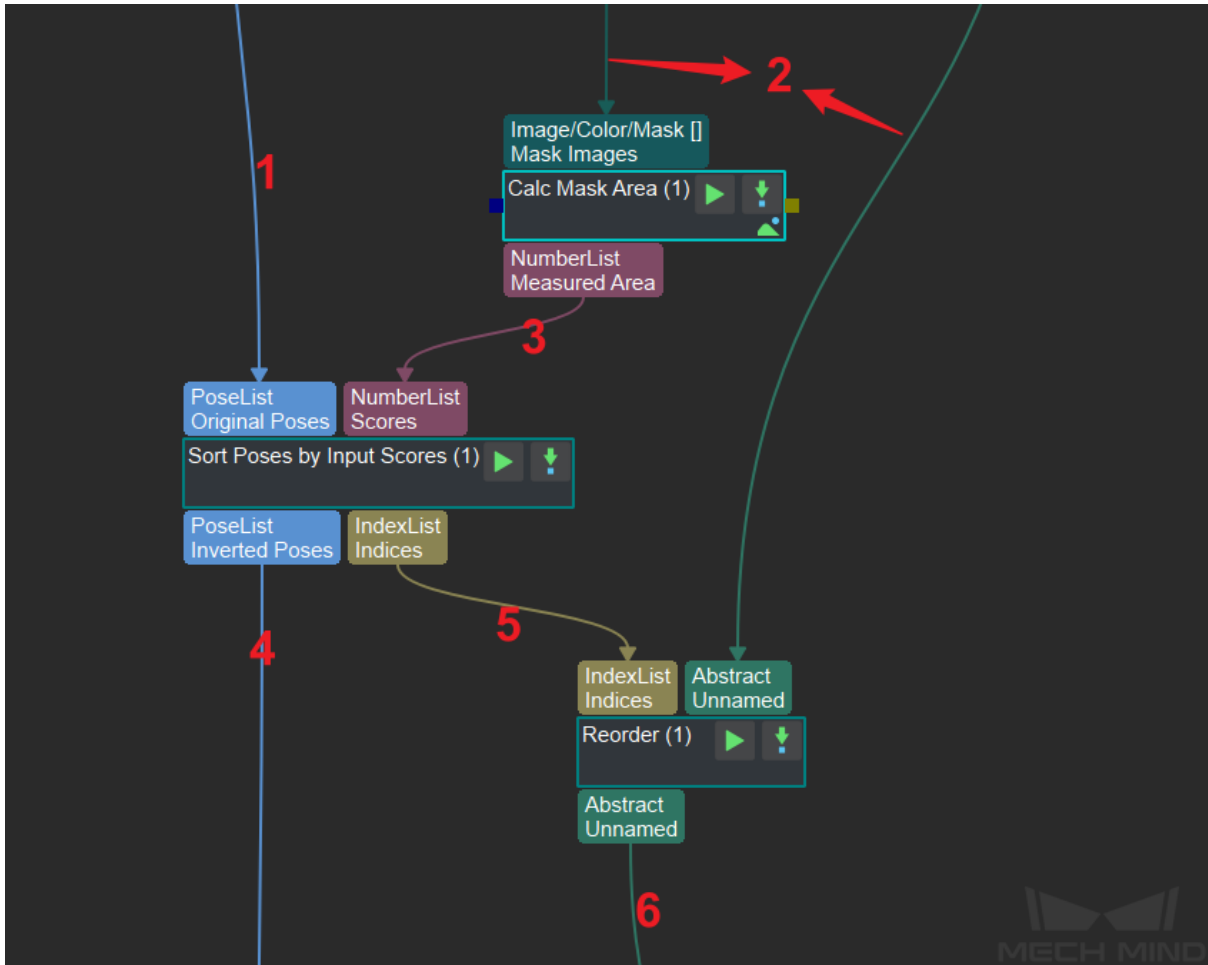 2
Image/Color/Mask []
Mask Images
1
Calc Mask Area (1)
NumberList
Measured Area
3
PoseList
Original Poses
NumberList
Scores
Sort Poses by Input Scores (1)
PoseList
Inverted Poses
IndexList
Indices
5
4
IndexList
Indices
Abstract
Unnamed
Reorder (1)
Abstract
Unnamed
6
MECH MIND